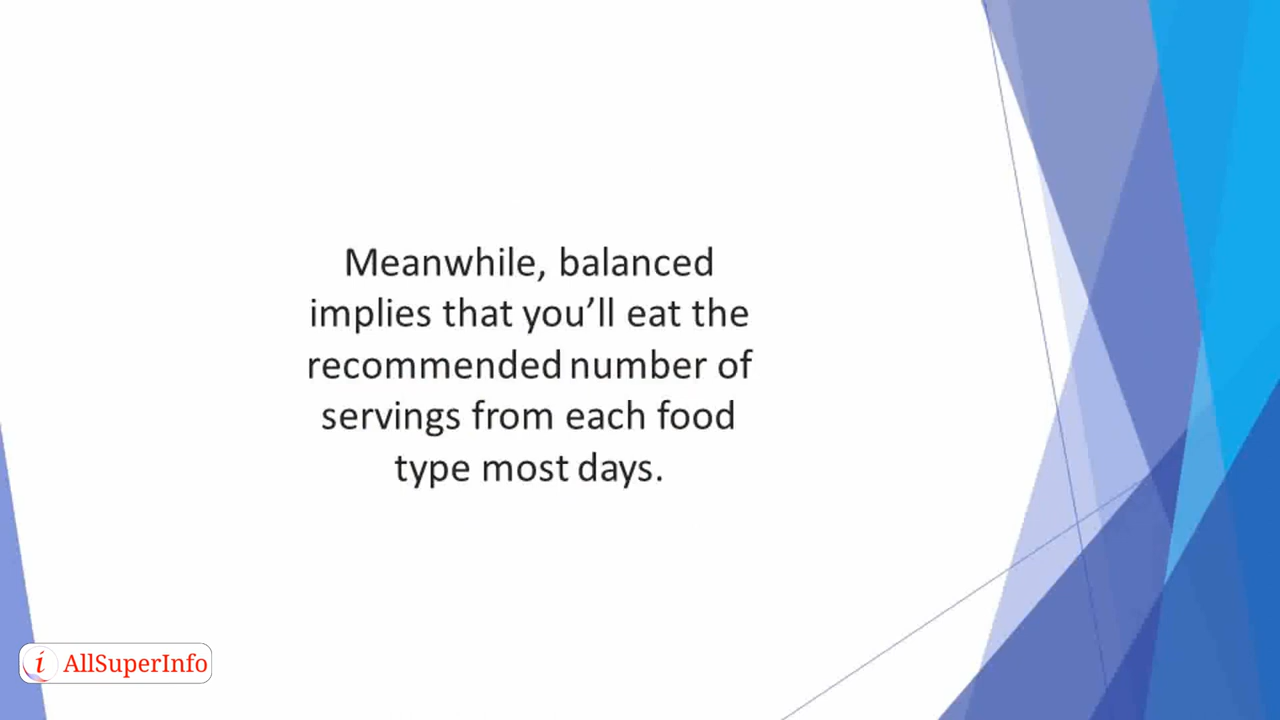 Meanwhile, balanced
implies that you’ll eat the
recommended number of
servings from each food
type most days.
i AllSuperInfo